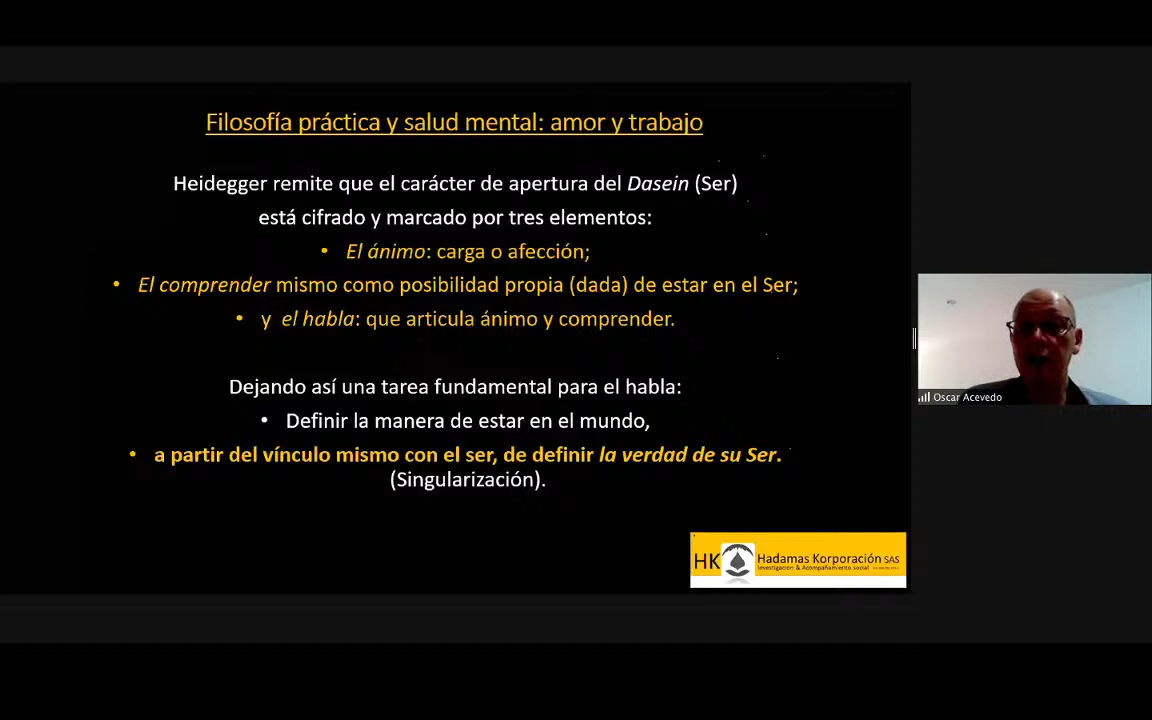 Filosofía práctica y salud mental: amor y trabajo
Heidegger remite que el carácter de apertura del Dasein (Ser)
está cifrado y marcado por tres elementos:
• El ánimo: carga o afección;
• El comprender mismo como posibilidad propia (dada) de estar en el Ser;
• y el habla: que articula ánimo y comprender.
Dejando así una tarea fundamental para el habla:
• Definir la manera de estar en el mundo,
• a partir del vínculo mismo con el ser, de definir la verdad de su Ser.
(Singularización).
Oscar Acevedo
HK Hadamas Korporación SAS
Investigación & Acompañamiento social